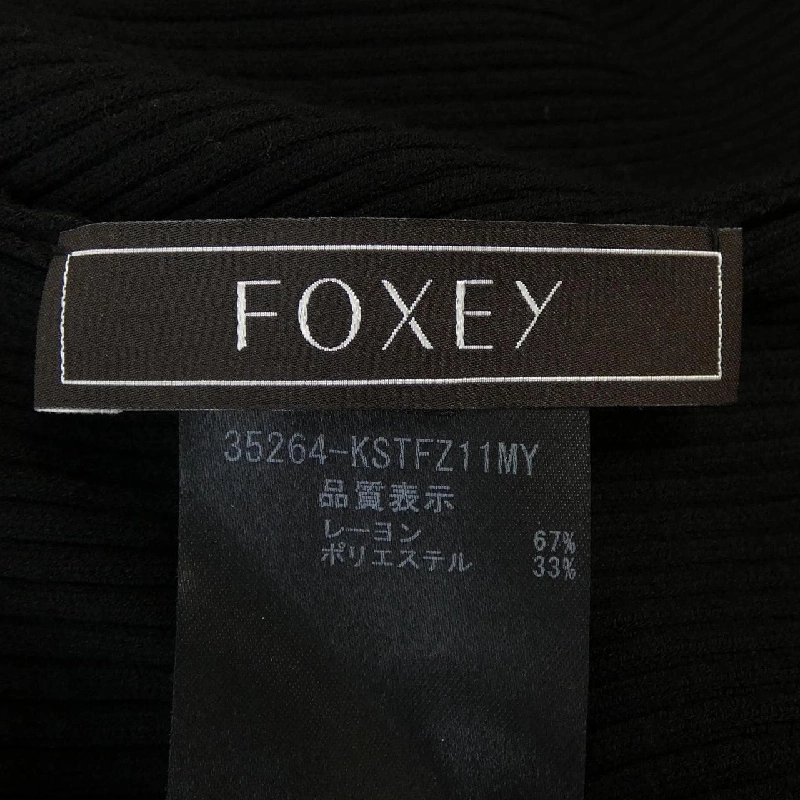 FOXEY
35264-KSTFZ11MY
品質表示
レーヨン 67%
ポリエステル 33%